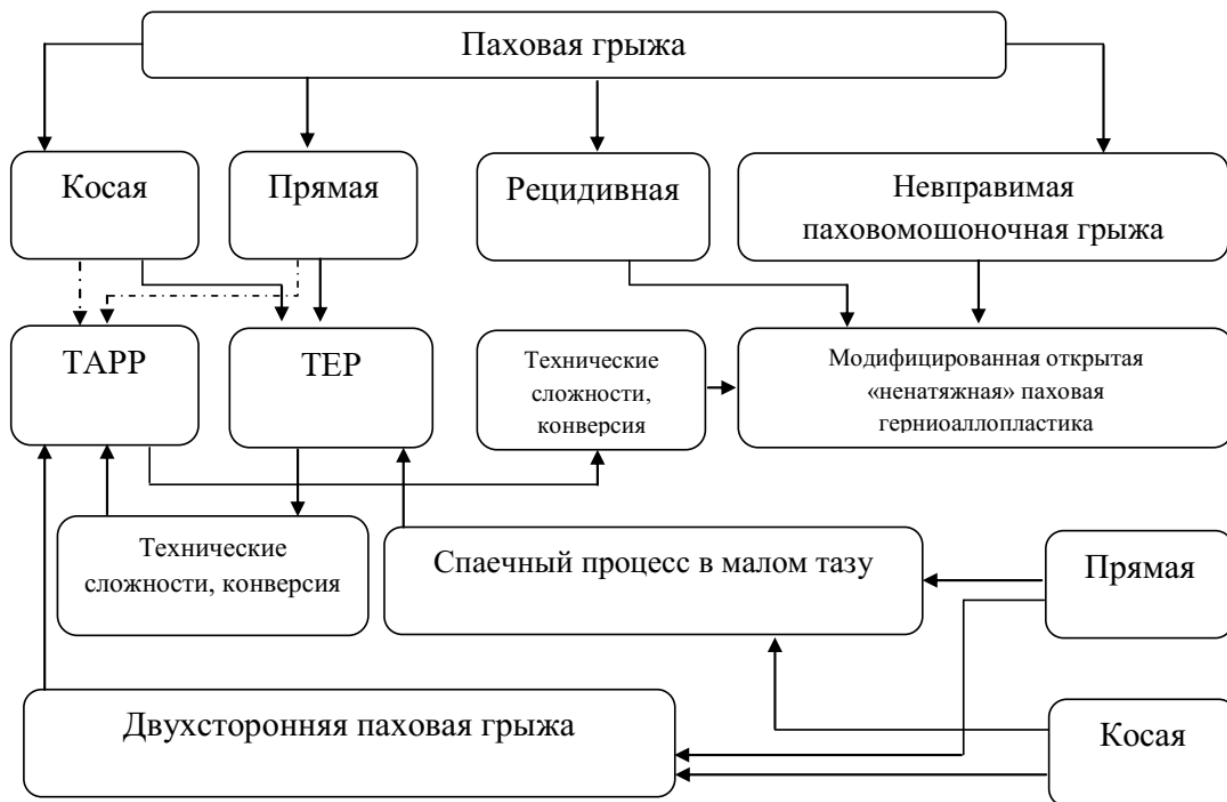 Паховая грыжа
Косая
Прямая
Рецидивная
Невправимая
паховомошоночная грыжа
ТАРР
ТЕР
Технические
сложности,
конверсия
Модифицированная открытая
«ненатяжная» паховая
герниоаллопластика
Технические
сложности, конверсия
Спаечный процесс в малом тазу
Прямая
Двухсторонняя паховая грыжа
Косая